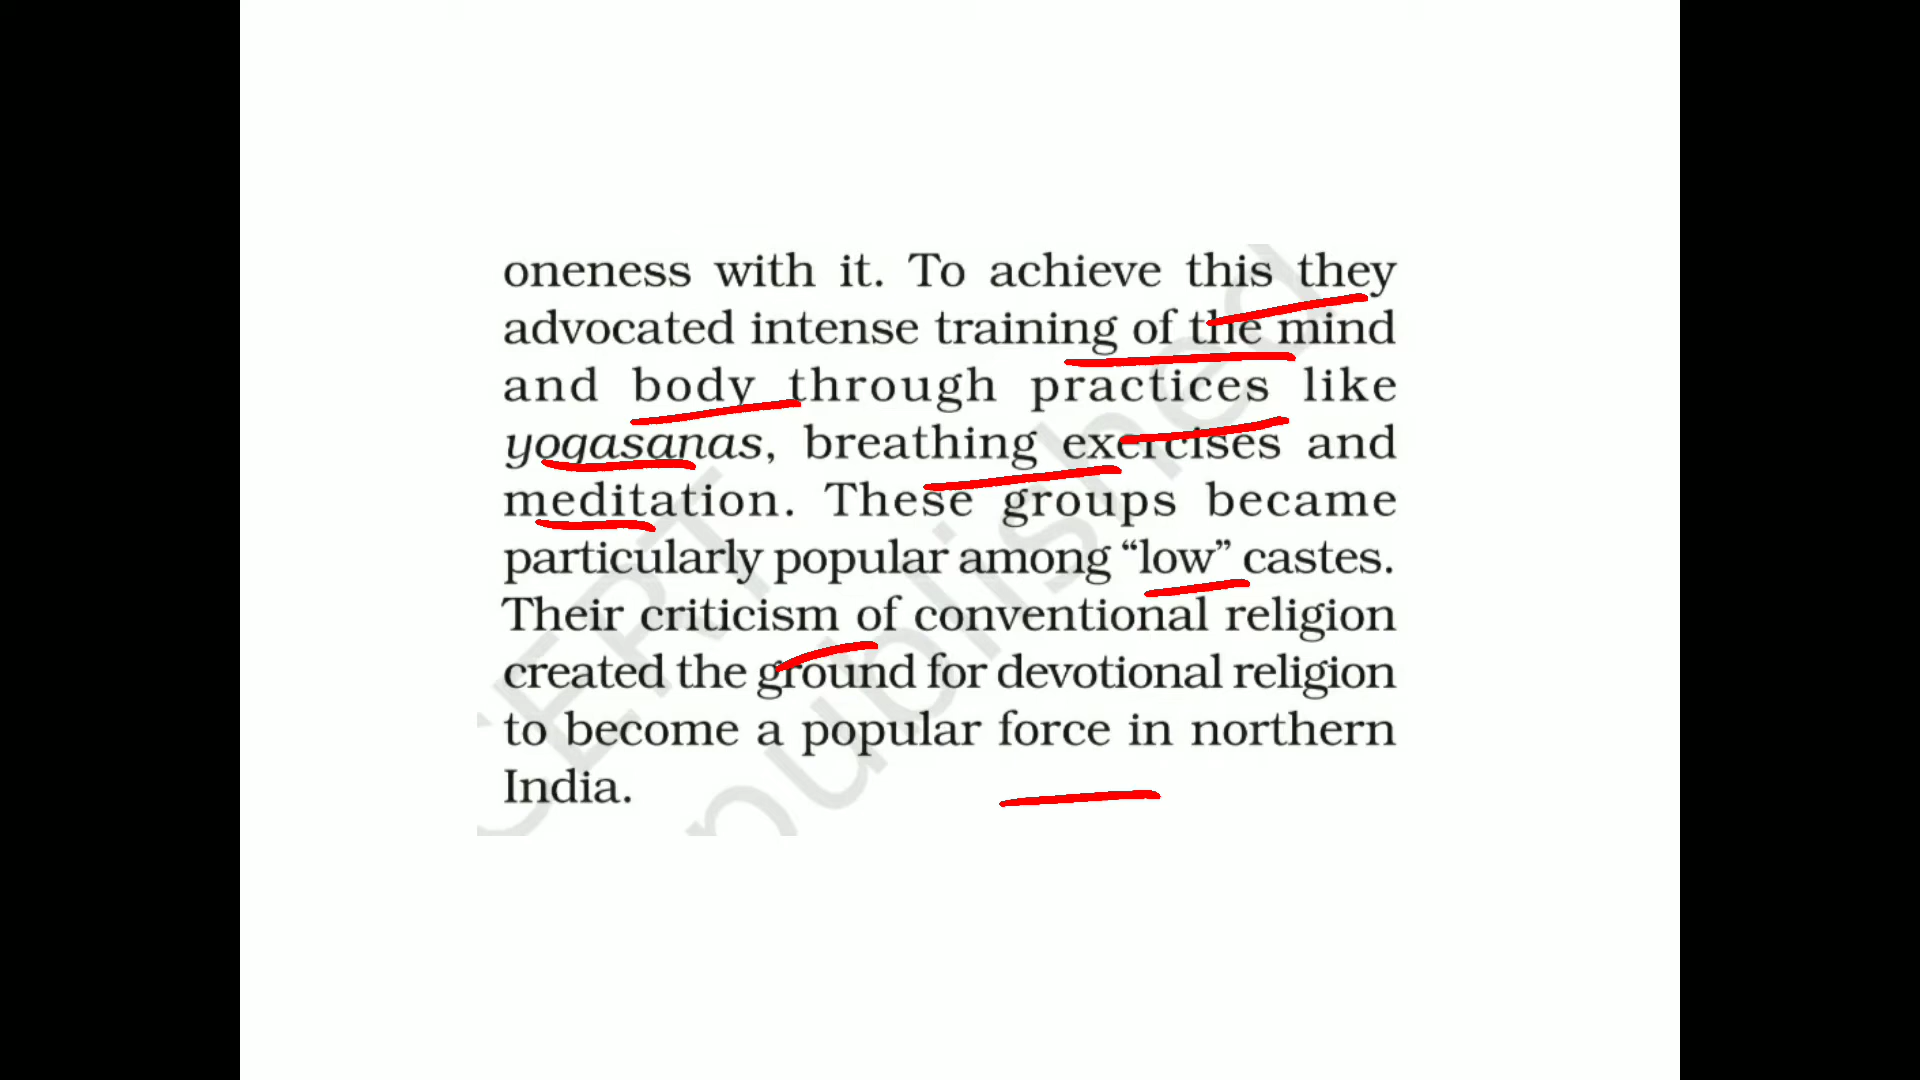 oneness with it. To achieve this they
advocated intense training of the mind
and body through practices like
yogasanas, breathing exercises and
meditation. These groups became
particularly popular among “low” castes.
Their criticism of conventional religion
created the ground for devotional religion
to become a popular force in northern
India.